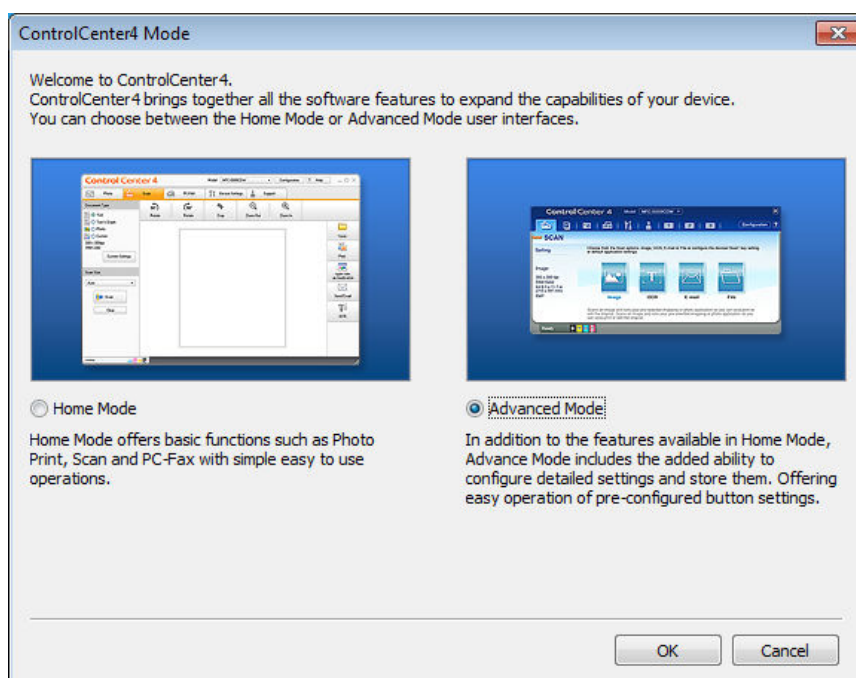 ControlCenter4 Mode
Welcome to ControlCenter4.
ControlCenter4 brings together all the software features to expand the capabilities of your device.
You can choose between the Home Mode or Advanced Mode user interfaces.
Control Center 4
Control Center 4
SCAN
Image
OCR
E-mail
File
Home Mode
Home Mode offers basic functions such as Photo
Print, Scan and PC-Fax with simple easy to use
operations.
Advanced Mode
In addition to the features available in Home Mode,
Advance Mode includes the added ability to
configure detailed settings and store them. Offering
easy operation of pre-configured button settings.
OK
Cancel